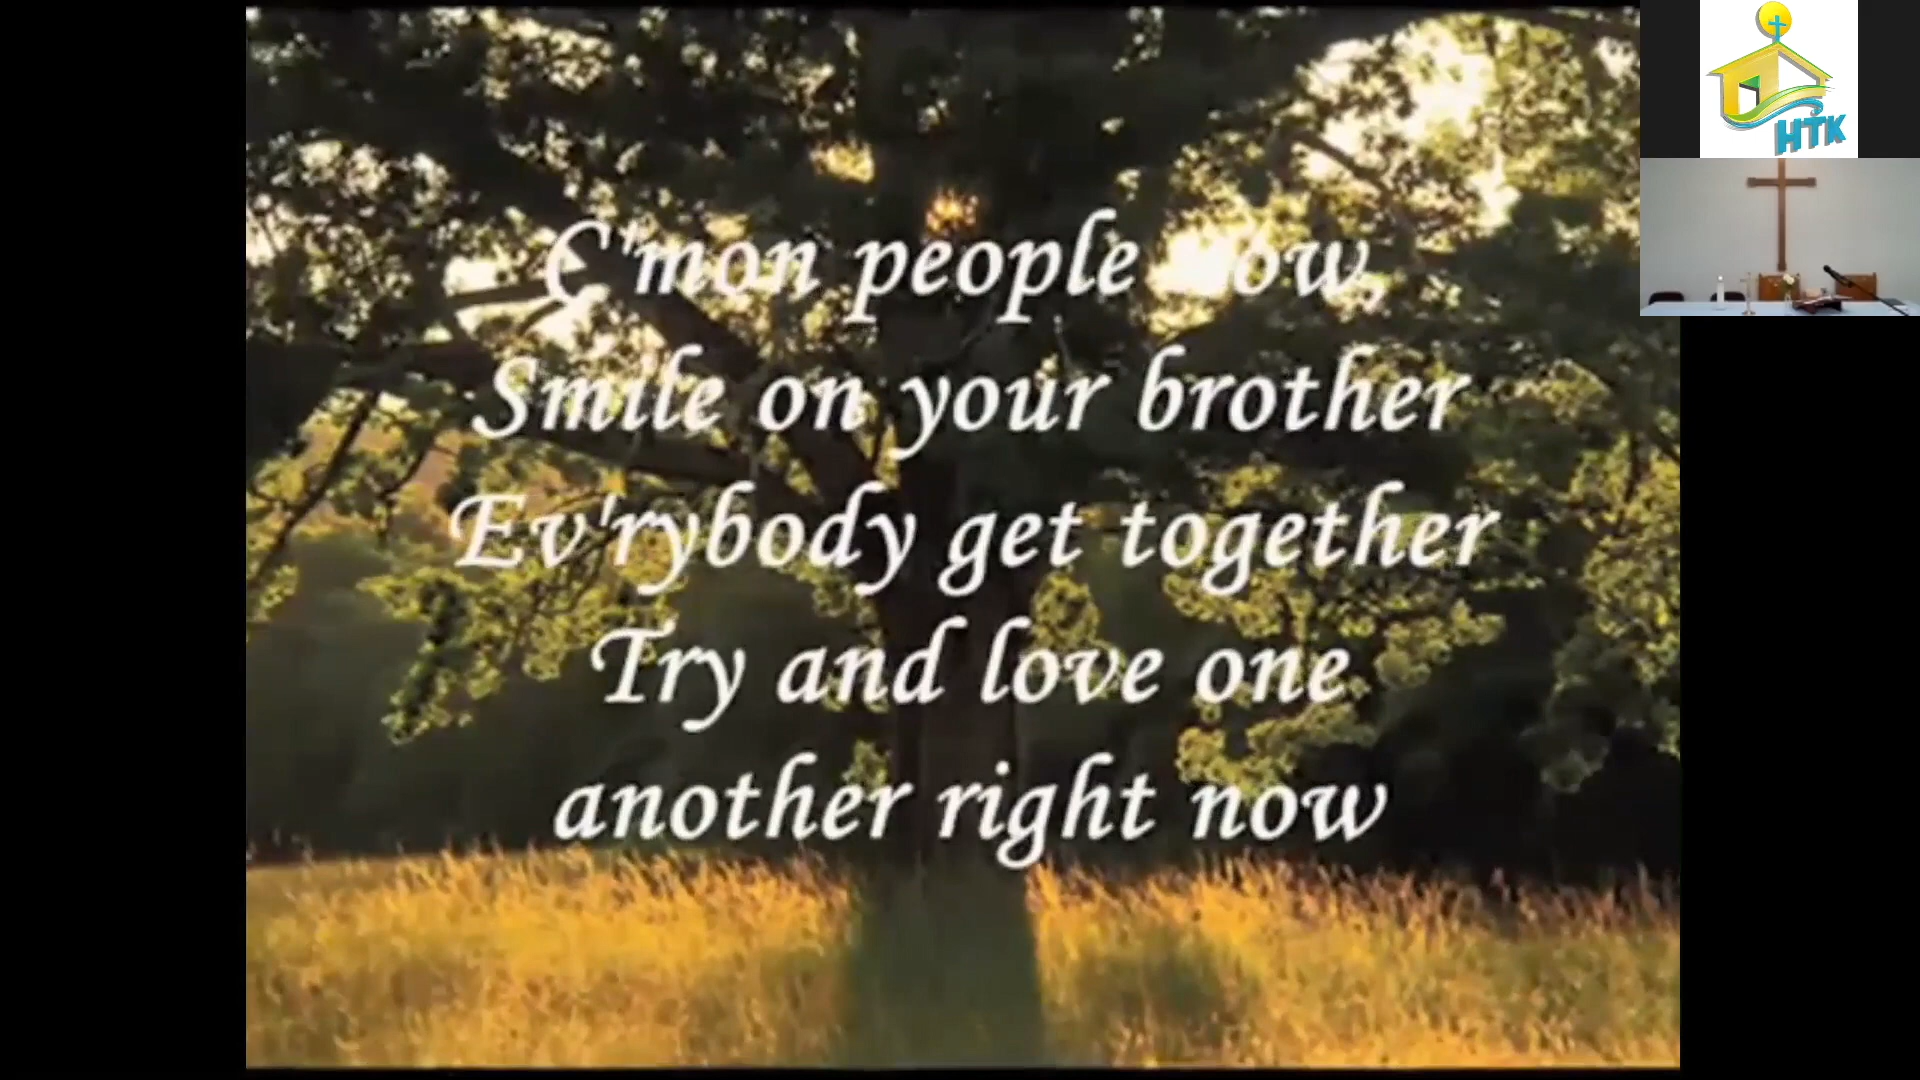 C'mon people now,
Smile on your brother
Ev'rybody get together
Try and love one
another right now
HTK